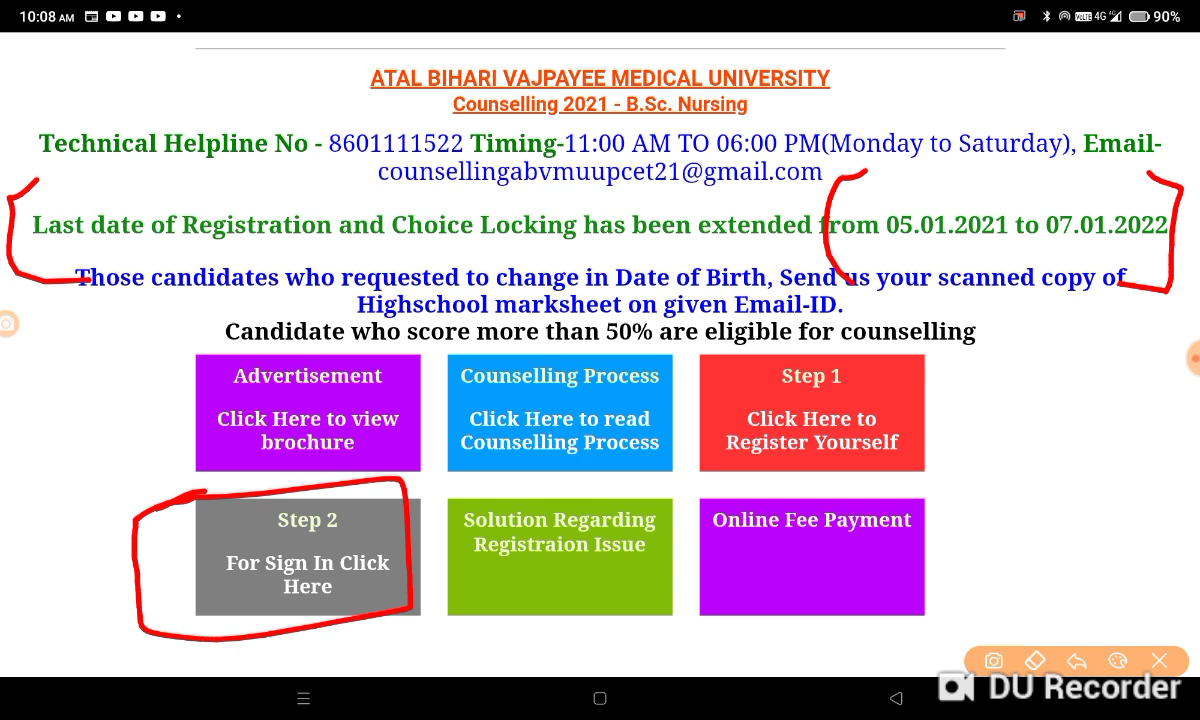 10:08 AM
4G 90%
ATAL BIHARI VAJPAYEE MEDICAL UNIVERSITY
Counselling 2021 - B.Sc. Nursing
Technical Helpline No - 8601111522 Timing-11:00 AM TO 06:00 PM(Monday to Saturday), Email-
counsellingabvmuupcet21@gmail.com
Last date of Registration and Choice Locking has been extended from 05.01.2021 to 07.01.2022
Those candidates who requested to change in Date of Birth, Send us your scanned copy of
Highschool marksheet on given Email-ID.
Candidate who score more than 50% are eligible for counselling
Advertisement
Click Here to view
brochure
Counselling Process
Click Here to read
Counselling Process
Step 1
Click Here to
Register Yourself
Step 2
For Sign In Click
Here
Solution Regarding
Registraion Issue
Online Fee Payment
DU Recorder